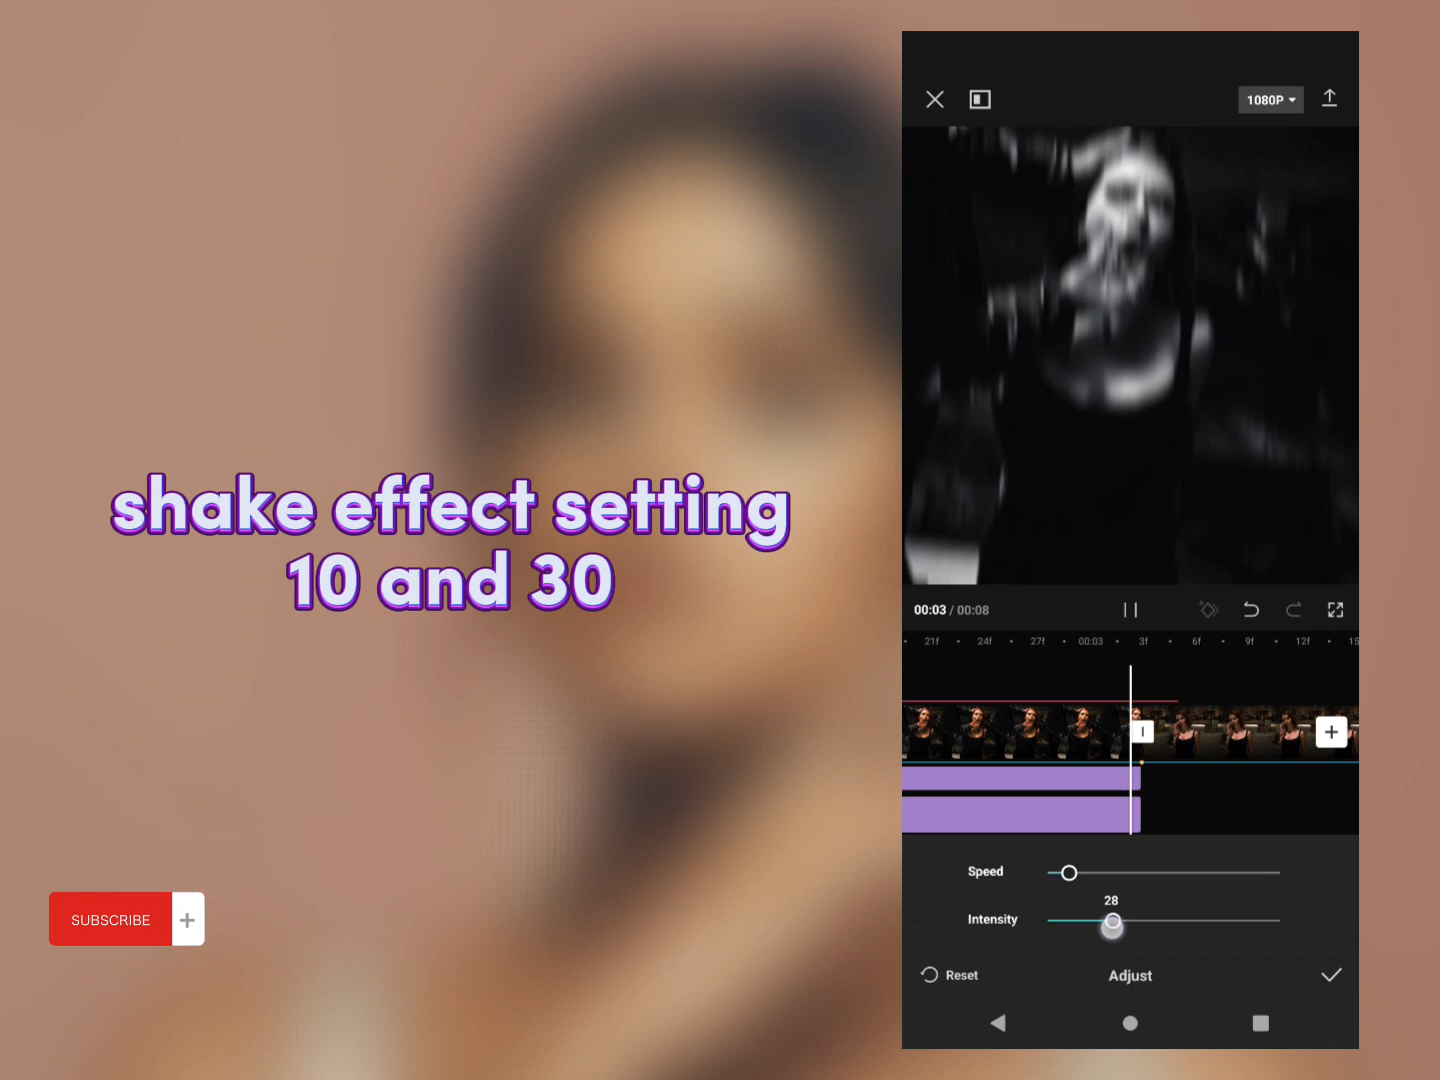 1080P
shake effect setting
10 and 30
00:03 / 00:08
21f 24f 27f 00:03 3f 6f 9f 12f 15
Speed
28
Intensity
SUBSCRIBE
Reset Adjust